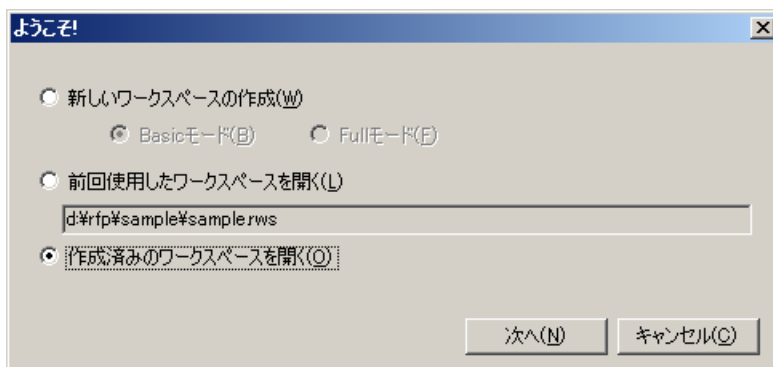 ようこそ!
新しいワークスペースの作成(W)
Basicモード(B) Fullモード(F)
前回使用したワークスペースを開く(L)
d:¥rfp¥sample¥sample.rws
作成済みのワークスペースを開く(O)
次へ(N) キャンセル(C)